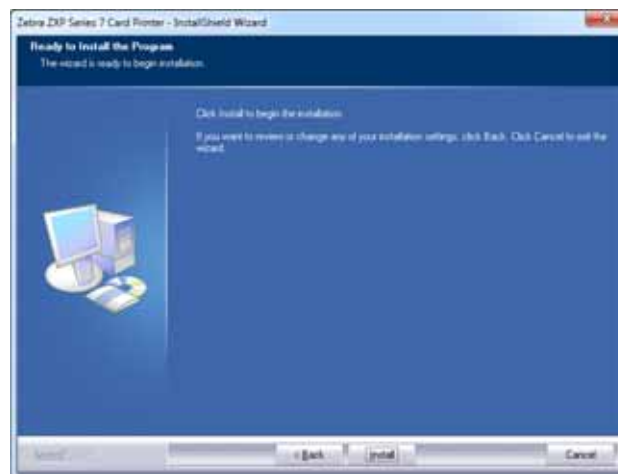 Zebra ZXP Series 7 Card Printer - InstallShield Wizard
Ready to Install the Program
The wizard is ready to begin installation.
Click Install to begin the installation.
If you want to review or change any of your installation settings, click Back. Click Cancel to exit the
wizard.
< Back Install Cancel